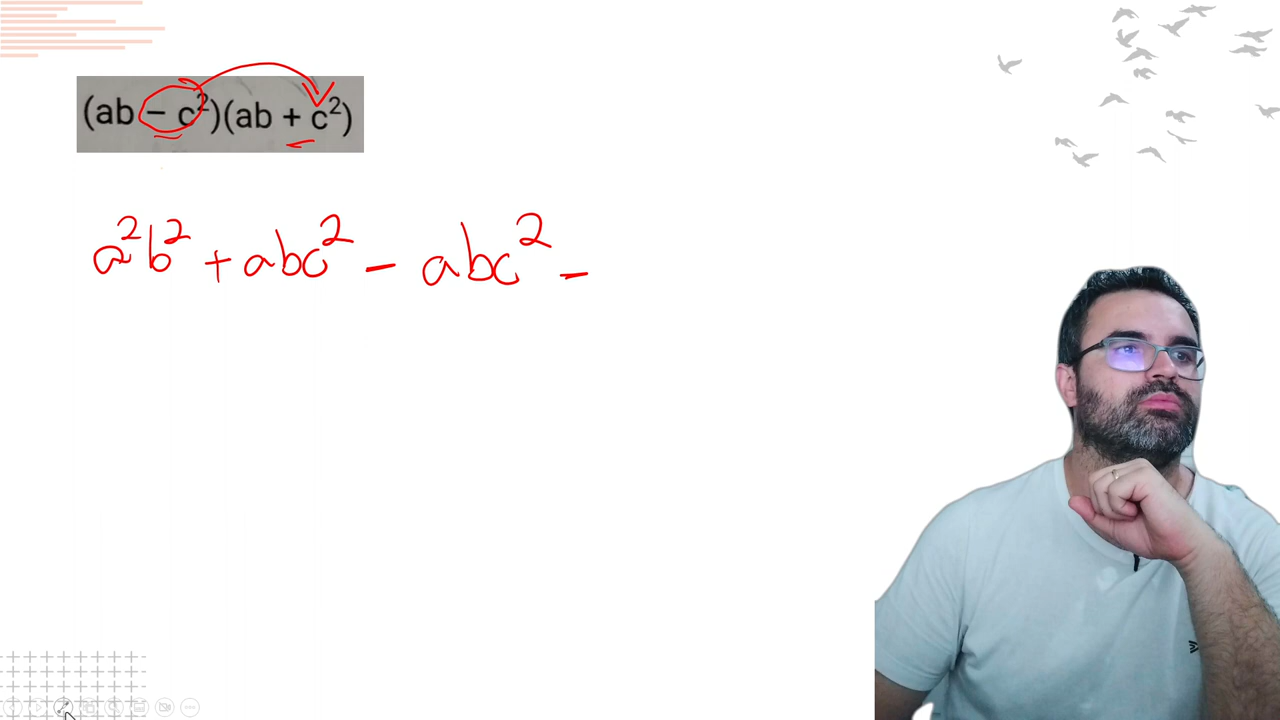 (ab − c²)(ab + c²)
a²b² + abc² − abc² −